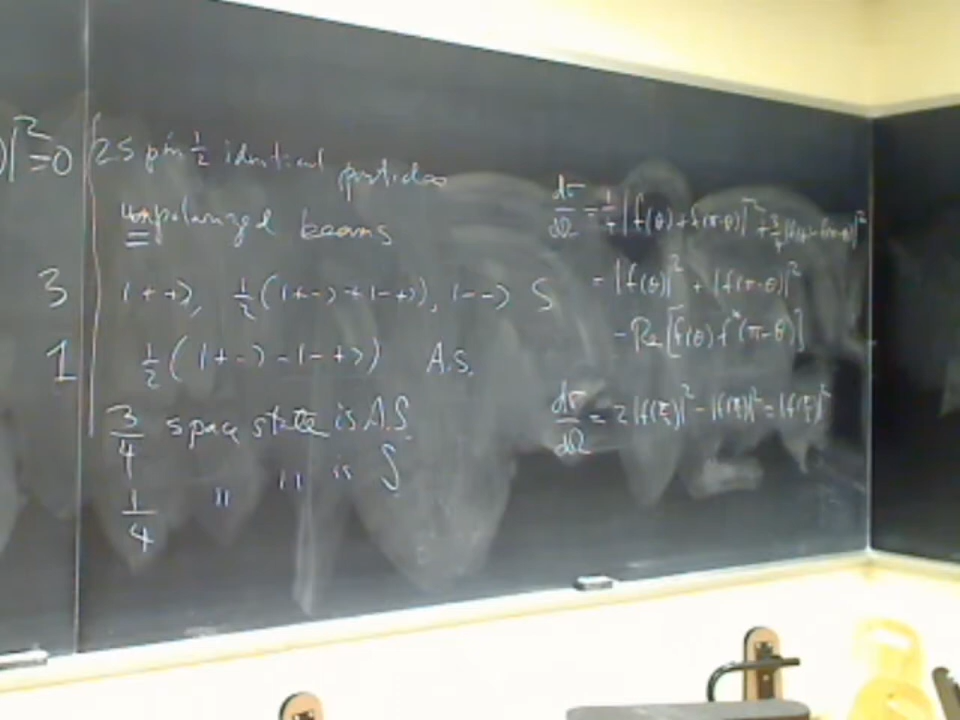 )|² = 0
2 Spin ½ identical particles
unpolarized beams
3 |++>, ½(|+-> + |-+>), |--> S
1 ½(|+-> - |-+>) A.S.
3/4 space state is A.S.
1/4 " " is S
dσ/dΩ = 1/4 |f(θ) + f(π-θ)|² + 3/4 |f(θ) - f(π-θ)|²
= |f(θ)|² + |f(π-θ)|²
- Re[f(θ) f*(π-θ)]
dσ/dΩ = 2|f(π/2)|² - |f(π/2)|² = |f(π/2)|²